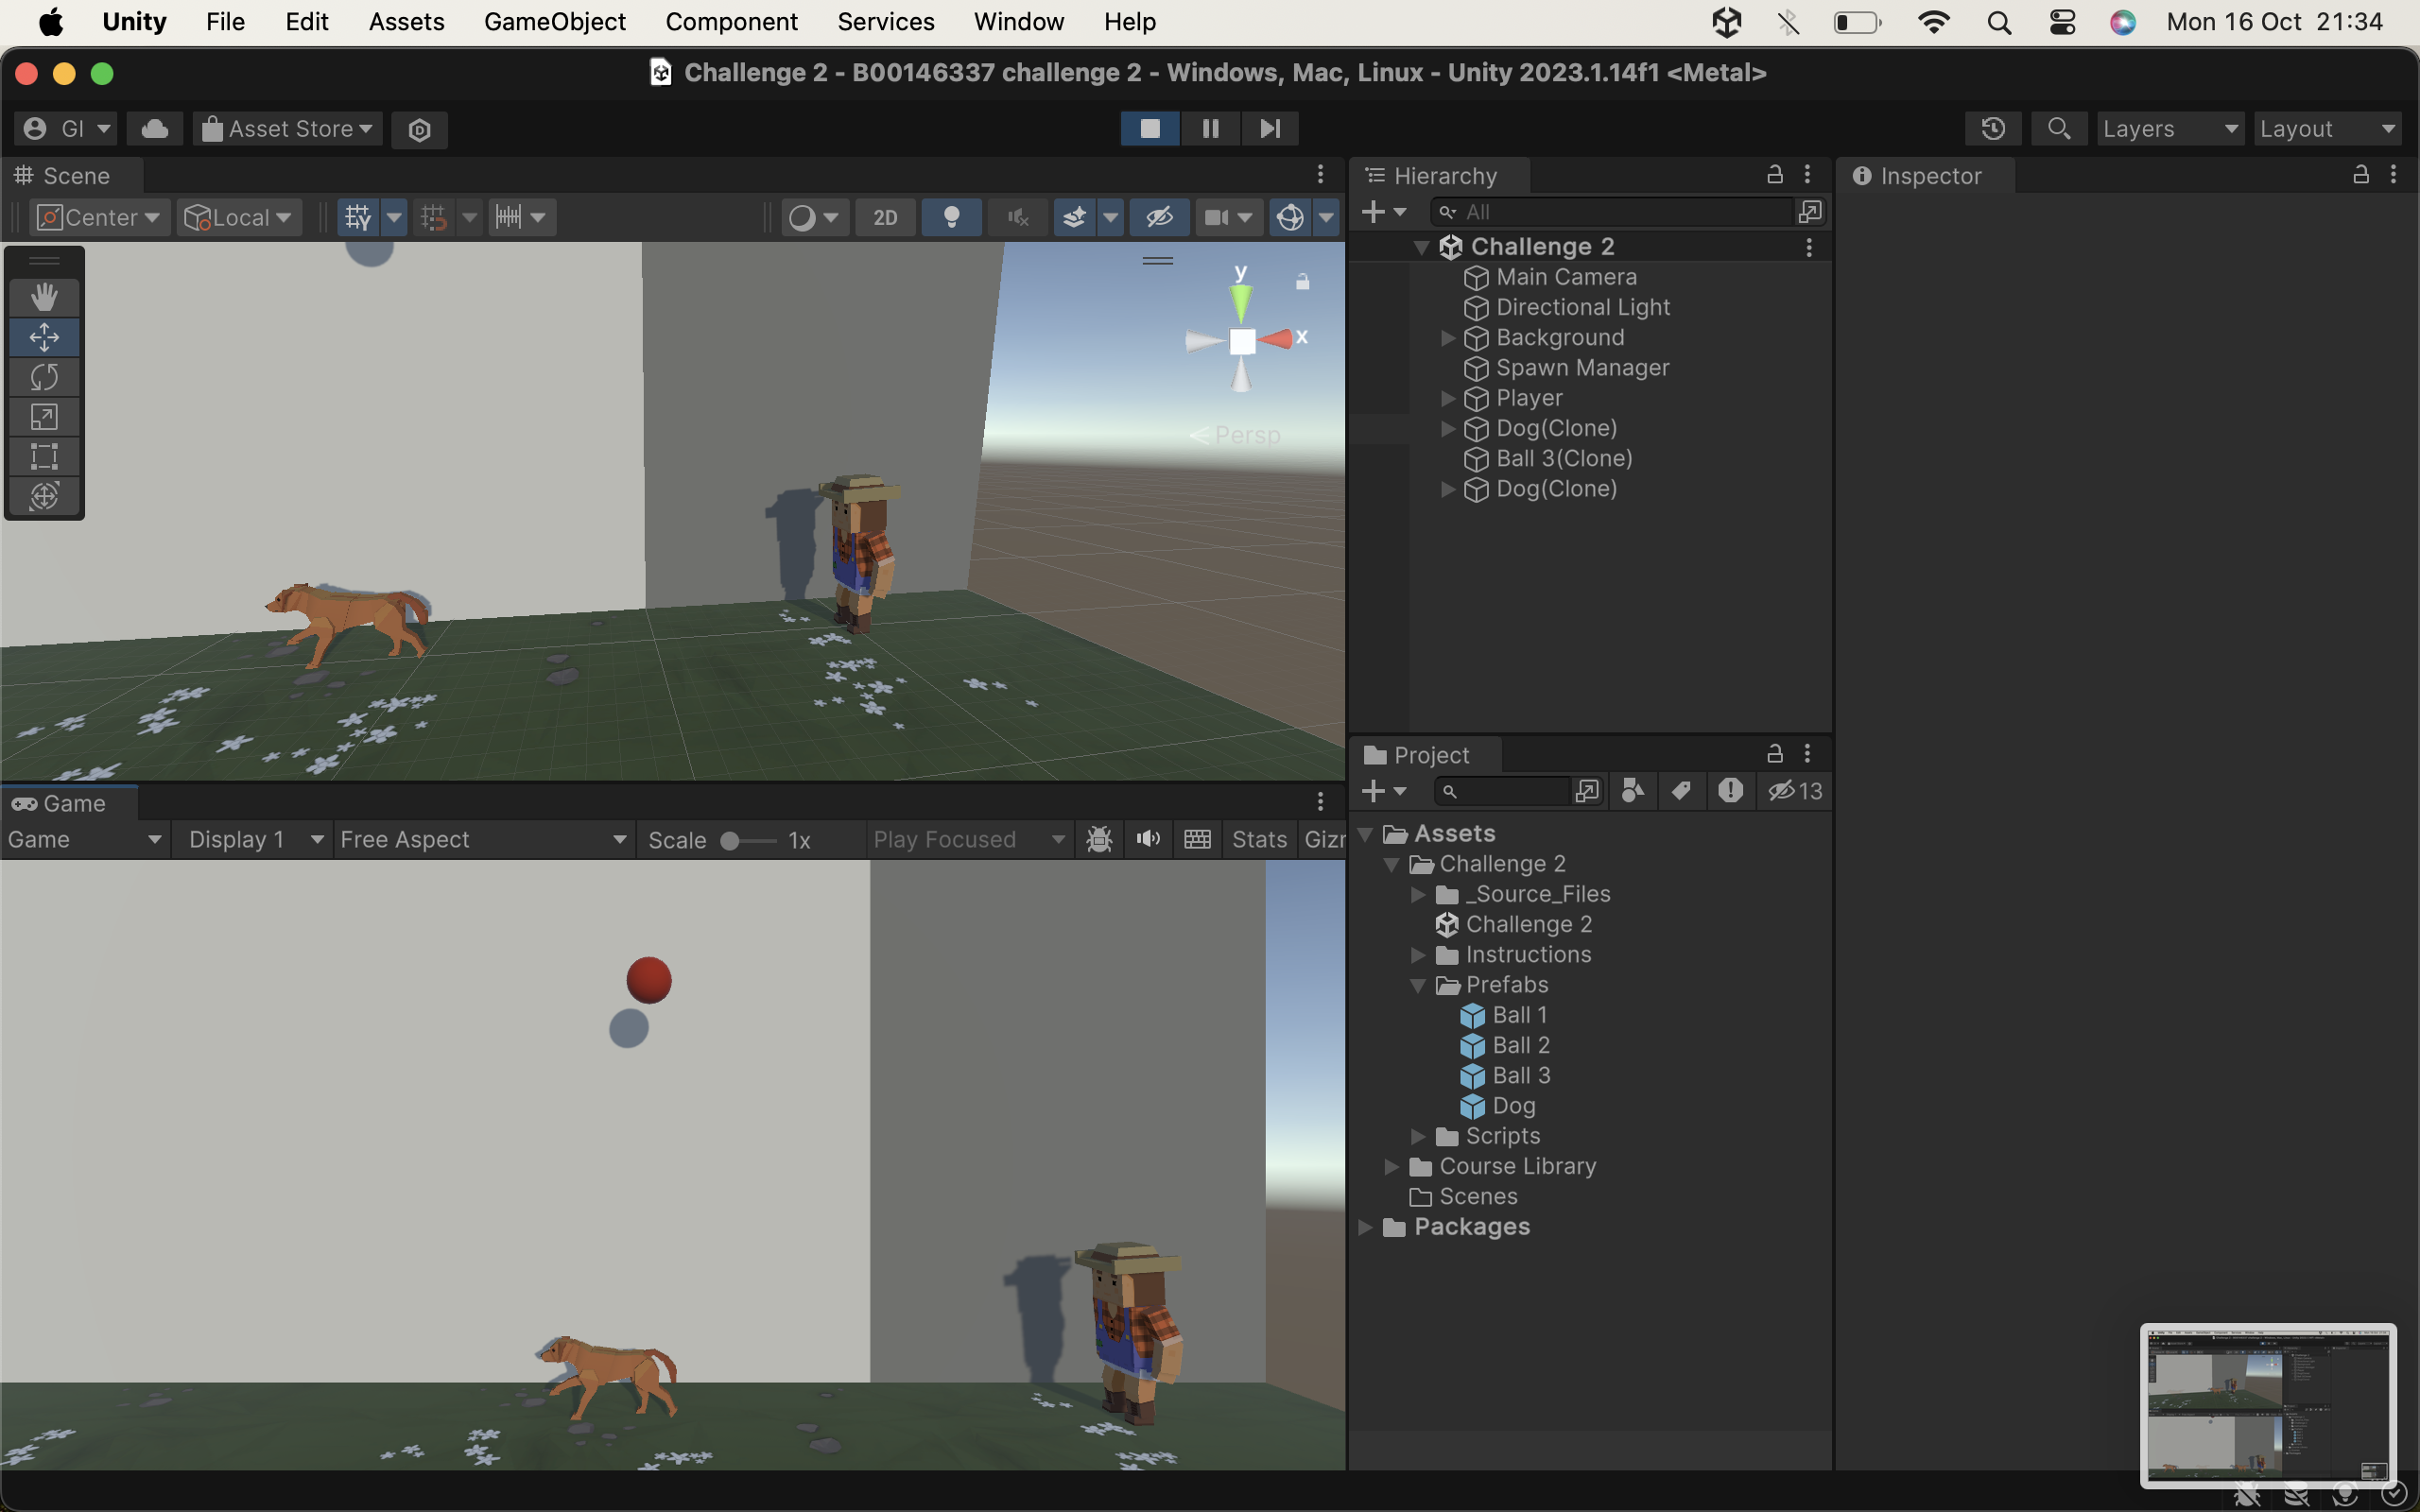 Unity File Edit Assets GameObject Component Services Window Help Mon 16 Oct 21:34
Challenge 2 - B00146337 challenge 2 - Windows, Mac, Linux - Unity 2023.1.14f1 <Metal>
GI Asset Store Layers Layout
Scene
Center Local 2D
y
x
Persp
Hierarchy
All
Challenge 2
Main Camera
Directional Light
Background
Spawn Manager
Player
Dog(Clone)
Ball 3(Clone)
Dog(Clone)
Inspector
Game
Game Display 1 Free Aspect Scale 1x Play Focused Stats Giz
Project
13
Assets
Challenge 2
_Source_Files
Challenge 2
Instructions
Prefabs
Ball 1
Ball 2
Ball 3
Dog
Scripts
Course Library
Scenes
Packages